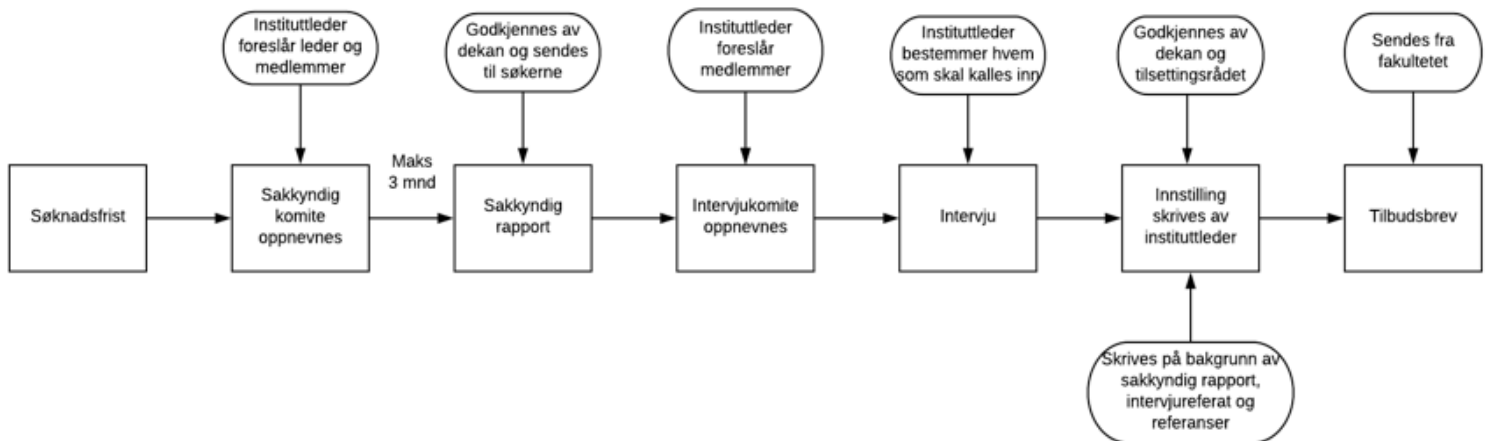 Instituttleder
foreslår leder og
medlemmer
Godkjennes av
dekan og sendes
til søkerne
Instituttleder
foreslår
medlemmer
Instituttleder
bestemmer hvem
som skal kalles inn
Godkjennes av
dekan og
tilsettingsrådet
Sendes fra
fakultetet
Søknadsfrist
Sakkyndig
komite
oppnevnes
Maks
3 mnd
Sakkyndig
rapport
Intervjukomite
oppnevnes
Intervju
Innstilling
skrives av
instituttleder
Tilbudsbrev
Skrives på bakgrunn av
sakkyndig rapport,
intervjureferat og
referanser